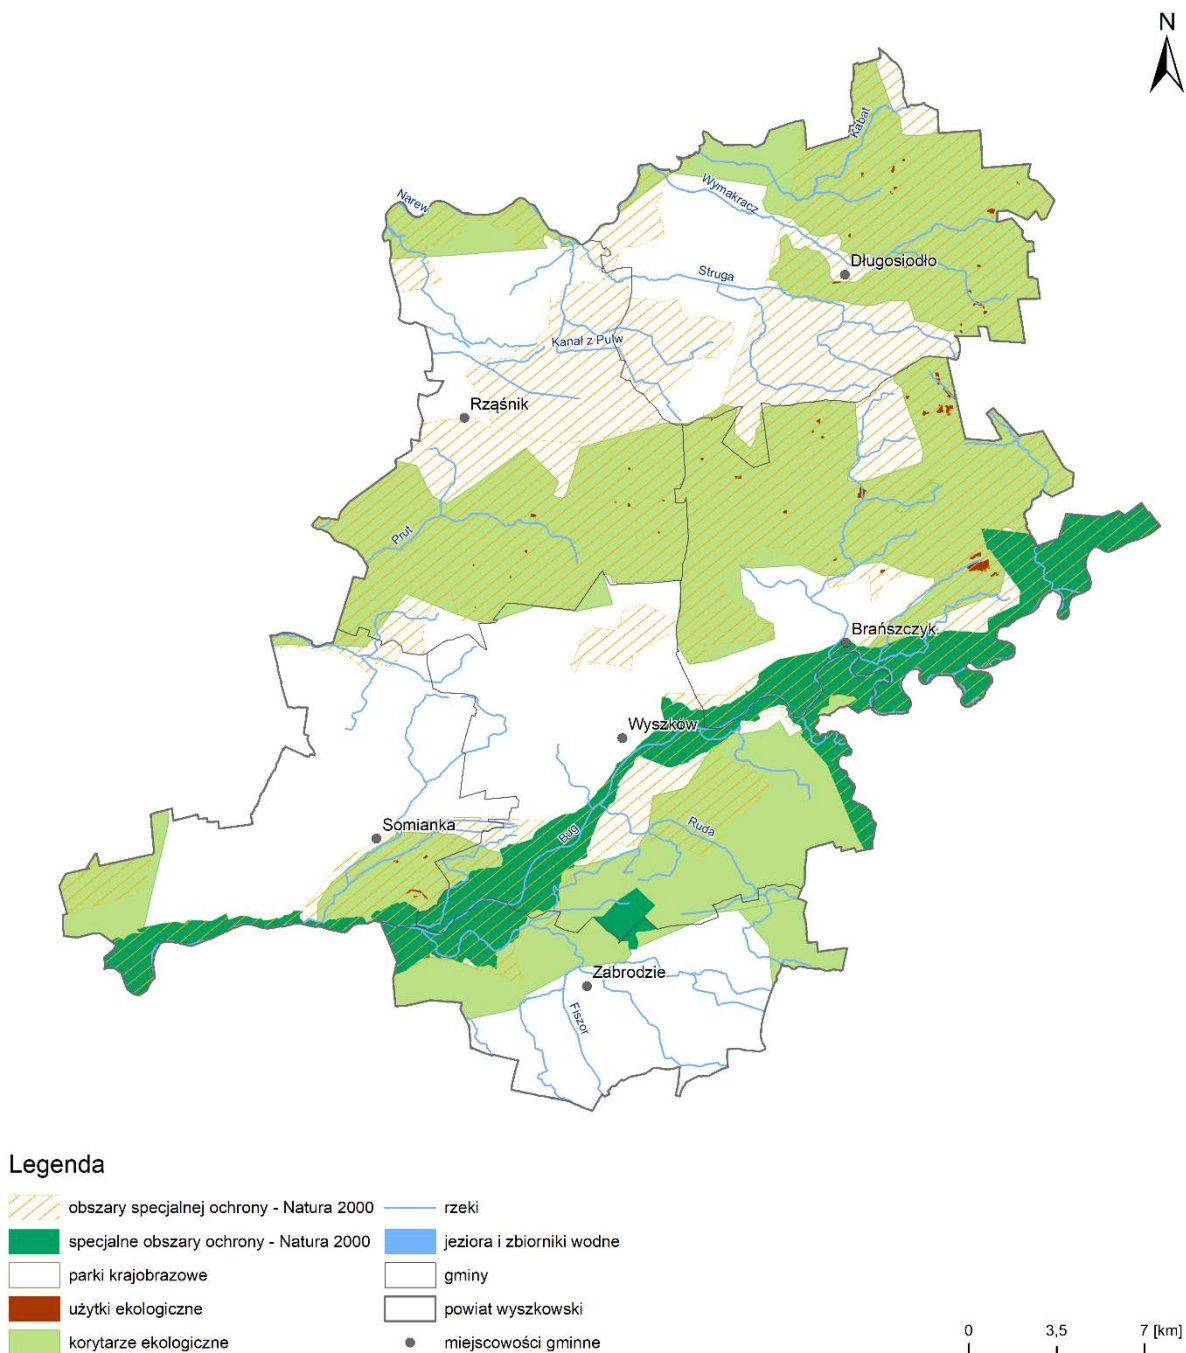 N
Kabat
Wymakracz
Narew
Długosiodło
Struga
Kanał z Pulw
Rząśnik
Prut
Brańszczyk
Wyszków
Somianka
Bug
Ruda
Zabrodzie
Fiszor
Legenda
obszary specjalnej ochrony - Natura 2000
specjalne obszary ochrony - Natura 2000
parki krajobrazowe
użytki ekologiczne
korytarze ekologiczne
rzeki
jeziora i zbiorniki wodne
gminy
powiat wyszkowski
miejscowości gminne
0 3,5 7 [km]